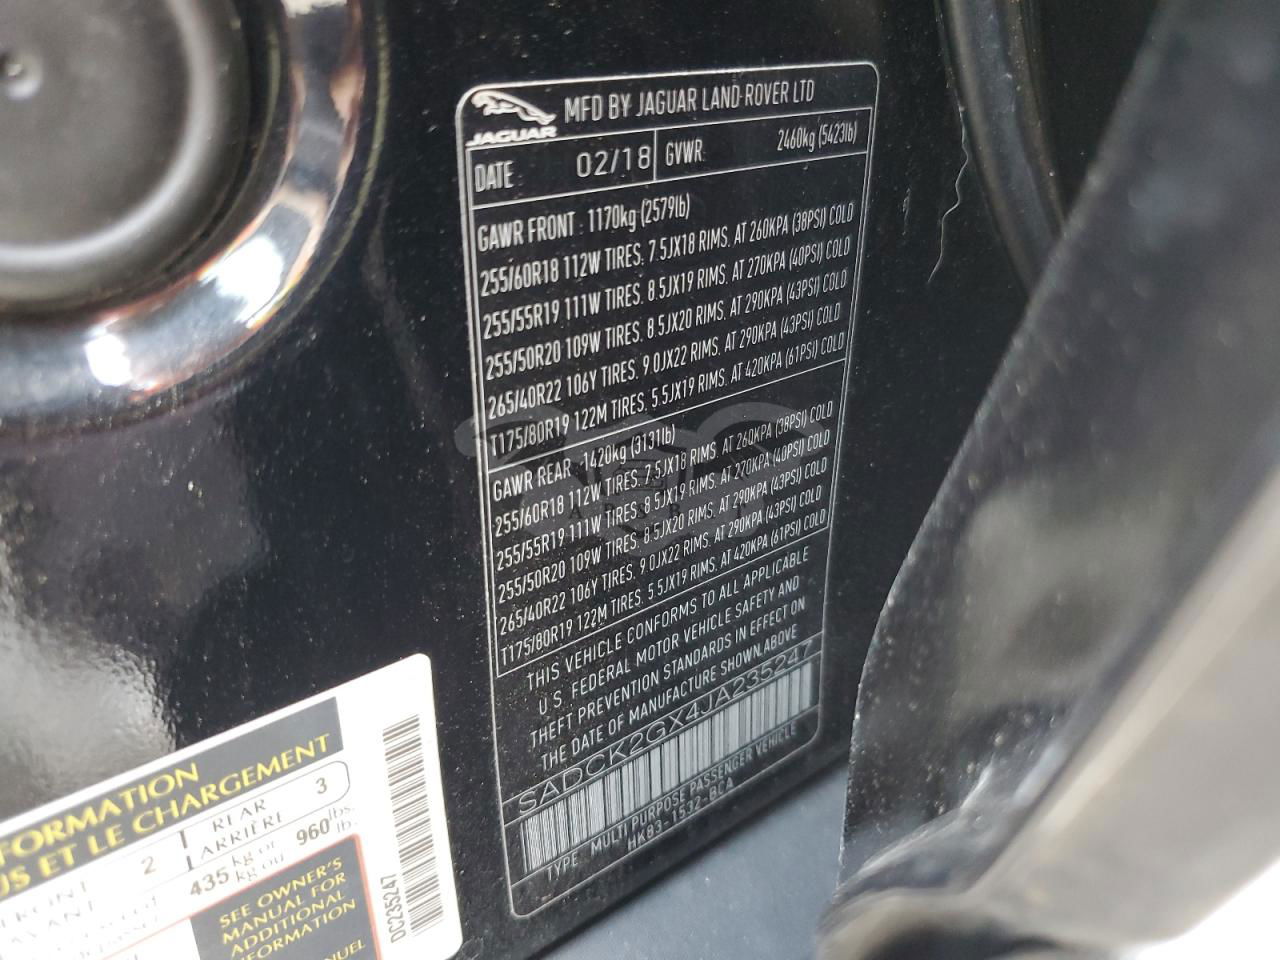 JAGUAR
MFD BY JAGUAR LAND-ROVER LTD
DATE : 02/18 GVWR: 2460kg (5423lb)
GAWR FRONT : 1170kg (2579lb)
255/60R18 112W TIRES, 7.5JX18 RIMS, AT 260KPA (38PSI) COLD
255/55R19 111W TIRES, 8.5JX19 RIMS, AT 270KPA (40PSI) COLD
255/50R20 109W TIRES, 8.5JX20 RIMS, AT 290KPA (43PSI) COLD
265/40R22 106Y TIRES, 9.0JX22 RIMS, AT 290KPA (43PSI) COLD
T175/80R19 122M TIRES, 5.5JX19 RIMS, AT 420KPA (61PSI) COLD
GAWR REAR : 1420kg (3131lb)
255/60R18 112W TIRES, 7.5JX18 RIMS, AT 260KPA (38PSI) COLD
255/55R19 111W TIRES, 8.5JX19 RIMS, AT 270KPA (40PSI) COLD
255/50R20 109W TIRES, 8.5JX20 RIMS, AT 290KPA (43PSI) COLD
265/40R22 106Y TIRES, 9.0JX22 RIMS, AT 290KPA (43PSI) COLD
T175/80R19 122M TIRES, 5.5JX19 RIMS, AT 420KPA (61PSI) COLD
THIS VEHICLE CONFORMS TO ALL APPLICABLE
U.S. FEDERAL MOTOR VEHICLE SAFETY AND
THEFT PREVENTION STANDARDS IN EFFECT ON
THE DATE OF MANUFACTURE SHOWN ABOVE
SADCK2GX4JA235247
TYPE: MULTI PURPOSE PASSENGER VEHICLE
HK83-1532-BCA
FORMATION
US ET LE CHARGEMENT
FRONT 2 REAR 3
AVANT ARRIÈRE
435 kg or 960 lbs.
kg ou lb.
SEE OWNER'S
MANUAL FOR
ADDITIONAL
INFORMATION
DC235247